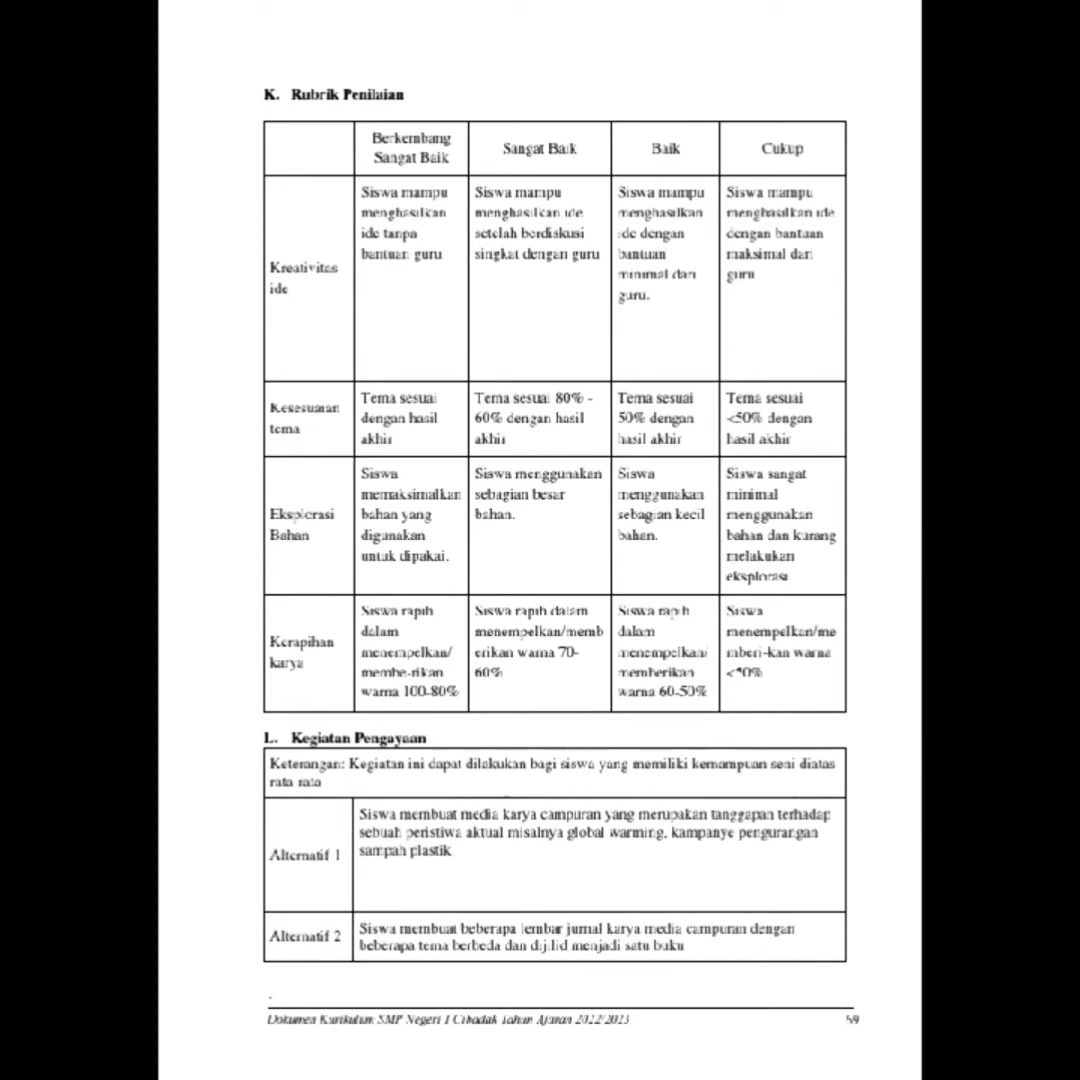 K. Rubrik Penilaian
Berkembang
Sangat Baik
Sangat Baik
Baik
Cukup
Kreativitas
ide
Siswa mampu
menghasilkan
ide tanpa
bantuan guru
Siswa mampu
menghasilkan ide
setelah berdiskusi
singkat dengan guru
Siswa mampu
menghasilkan
ide dengan
bantuan
minimal dari
guru.
Siswa mampu
menghasilkan ide
dengan bantuan
maksimal dari
guru
Kesesuaian
tema
Tema sesuai
dengan hasil
akhir
Tema sesuai 80% -
60% dengan hasil
akhir
Tema sesuai
50% dengan
hasil akhir
Tema sesuai
<50% dengan
hasil akhir
Eksplorasi
Bahan
Siswa
memaksimalkan
bahan yang
digunakan
untuk dipakai.
Siswa menggunakan
sebagian besar
bahan.
Siswa
menggunakan
sebagian kecil
bahan.
Siswa sangat
minimal
menggunakan
bahan dan kurang
melakukan
eksplorasi
Kerapihan
karya
Siswa rapih
dalam
menempelkan/
membe-rikan
warna 100-80%
Siswa rapih dalam
menempelkan/memb
erikan warna 70-
60%
Siswa rapih
dalam
menempelkan/
memberikan
warna 60-50%
Siswa
menempelkan/me
mberi-kan warna
L. Kegiatan Pengayaan
Keterangan: Kegiatan ini dapat dilakukan bagi siswa yang memiliki kemampuan seni diatas
rata rata
Alternatif 1
Siswa membuat media karya campuran yang merupakan tanggapan terhadap
sebuah peristiwa aktual misalnya global warming, kampanye pengurangan
sampah plastik
Alternatif 2
Siswa membuat beberapa lembar jurnal karya media campuran dengan
beberapa tema berbeda dan dijilid menjadi satu buku
Dokumen Kurikulum SMP Negeri 1 Cibadak Tahun Ajaran 2022/2023